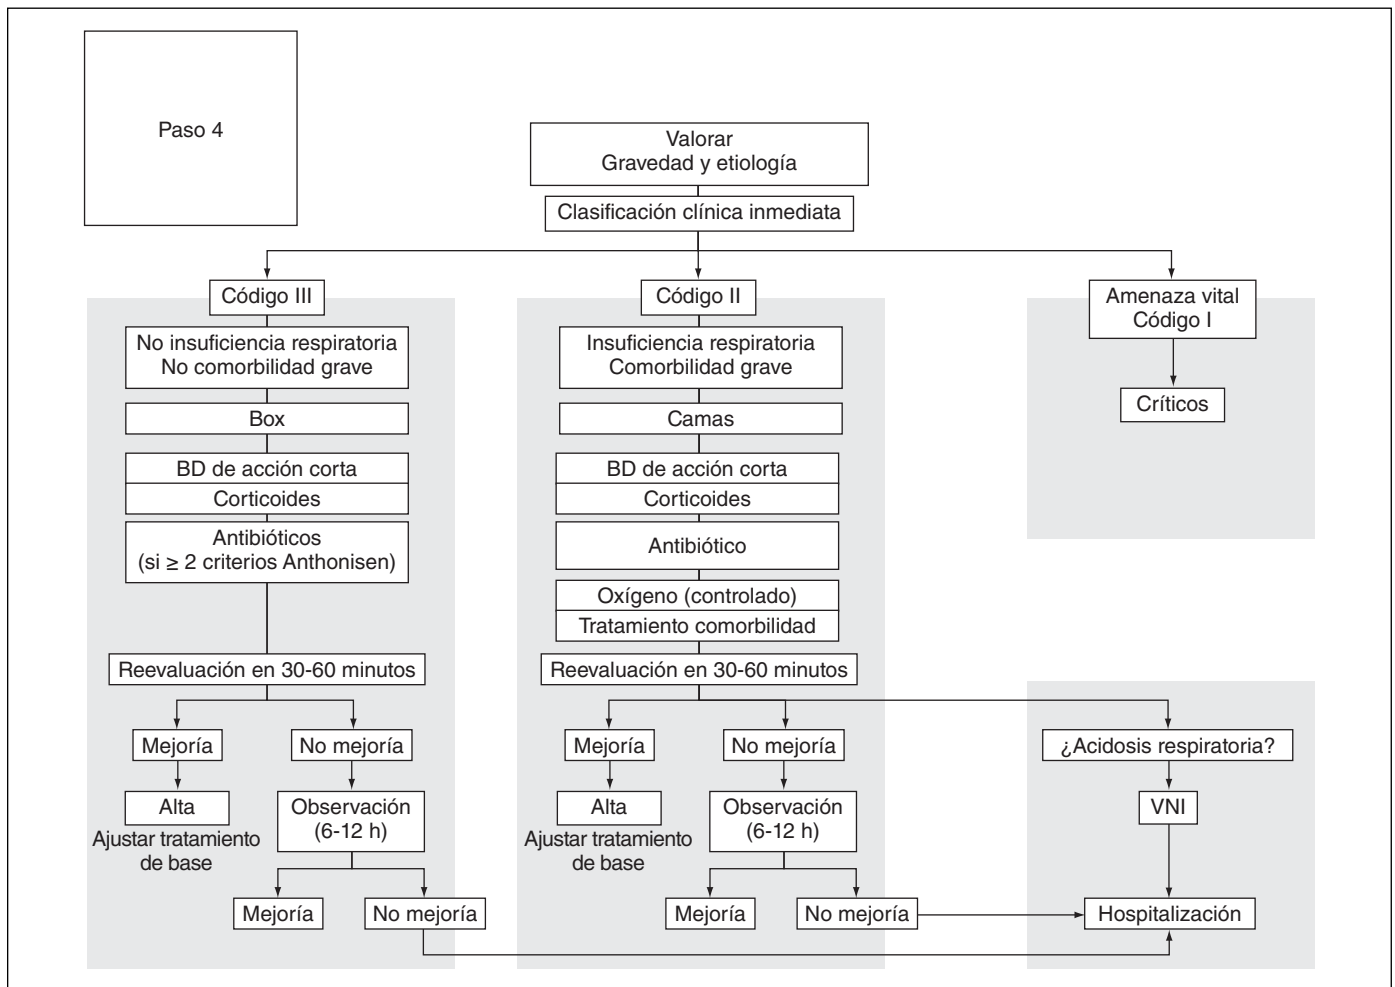 Paso 4
Valorar
Gravedad y etiología
Clasificación clínica inmediata
Código III
No insuficiencia respiratoria
No comorbilidad grave
Box
BD de acción corta
Corticoides
Antibióticos
(si ≥ 2 criterios Anthonisen)
Reevaluación en 30-60 minutos
Mejoría
No mejoría
Alta
Ajustar tratamiento
de base
Observación
(6-12 h)
Mejoría
No mejoría
Código II
Insuficiencia respiratoria
Comorbilidad grave
Camas
BD de acción corta
Corticoides
Antibiótico
Oxígeno (controlado)
Tratamiento comorbilidad
Reevaluación en 30-60 minutos
Mejoría
No mejoría
Alta
Ajustar tratamiento
de base
Observación
(6-12 h)
Mejoría
No mejoría
Amenaza vital
Código I
Críticos
¿Acidosis respiratoria?
VNI
Hospitalización